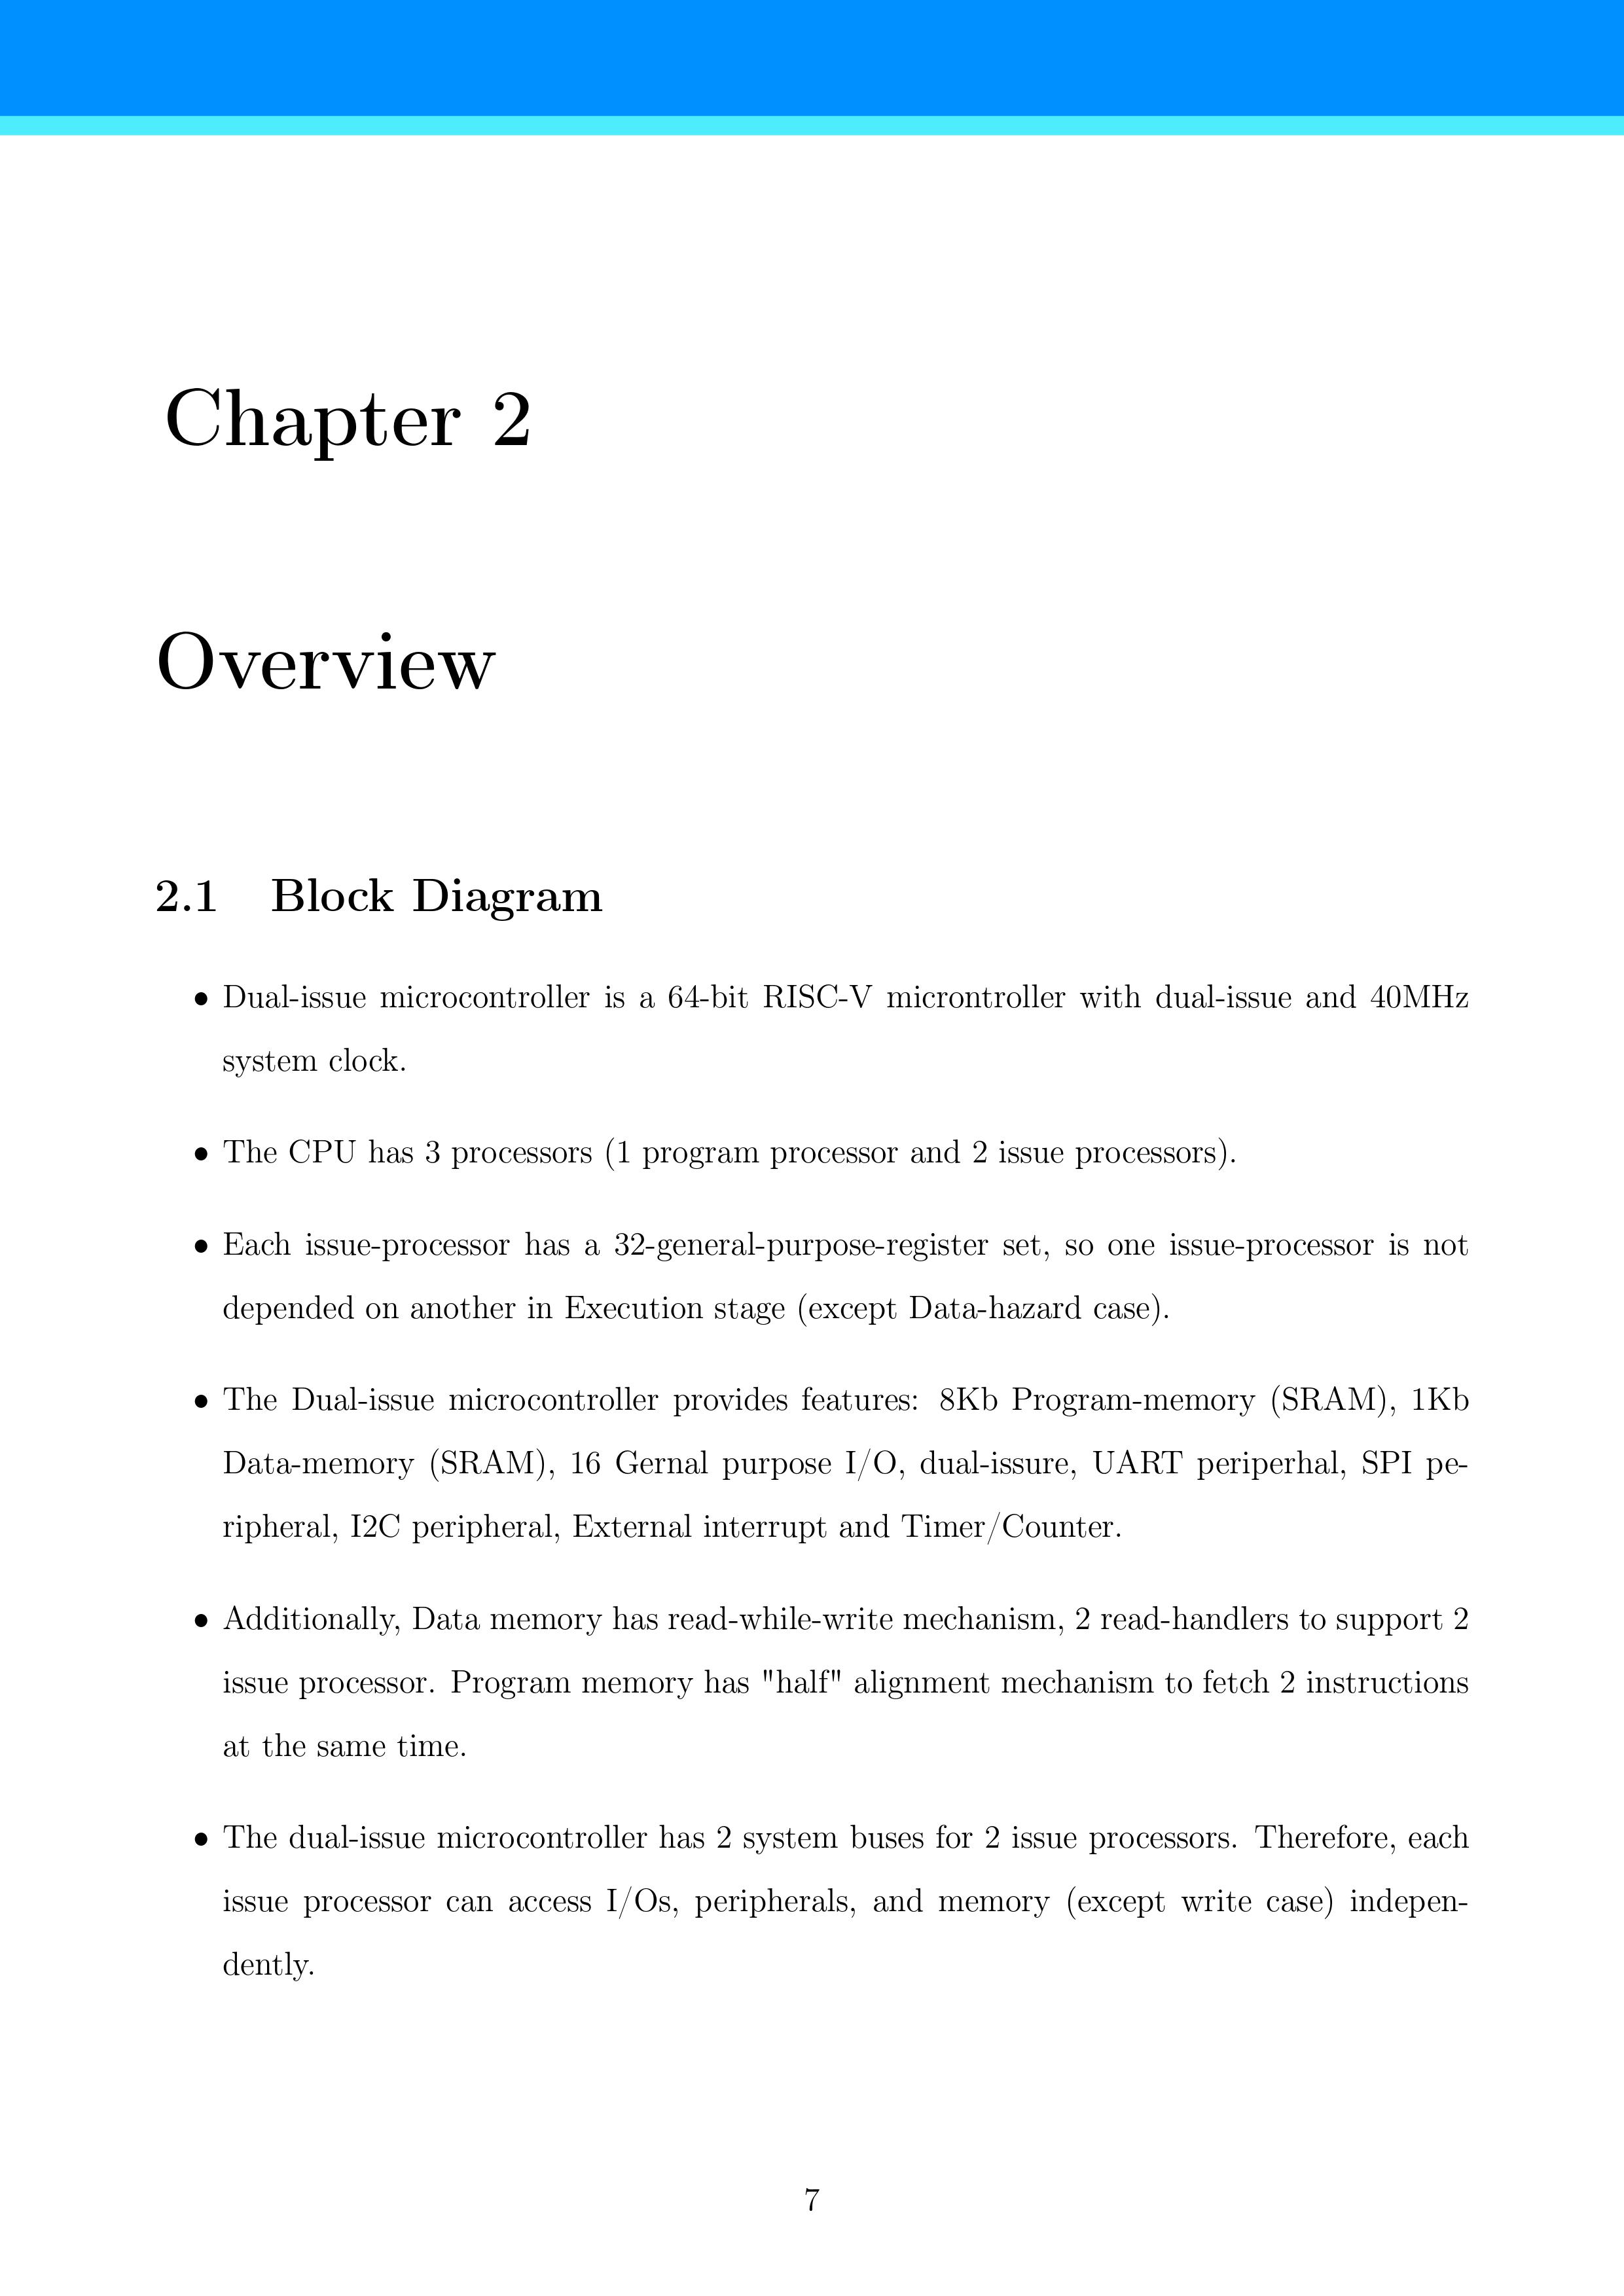 Chapter 2
Overview
2.1 Block Diagram
• Dual-issue microcontroller is a 64-bit RISC-V microntroller with dual-issue and 40MHz
system clock.
• The CPU has 3 processors (1 program processor and 2 issue processors).
• Each issue-processor has a 32-general-purpose-register set, so one issue-processor is not
depended on another in Execution stage (except Data-hazard case).
• The Dual-issue microcontroller provides features: 8Kb Program-memory (SRAM), 1Kb
Data-memory (SRAM), 16 Gernal purpose I/O, dual-issure, UART periperhal, SPI pe-
ripheral, I2C peripheral, External interrupt and Timer/Counter.
• Additionally, Data memory has read-while-write mechanism, 2 read-handlers to support 2
issue processor. Program memory has "half" alignment mechanism to fetch 2 instructions
at the same time.
• The dual-issue microcontroller has 2 system buses for 2 issue processors. Therefore, each
issue processor can access I/Os, peripherals, and memory (except write case) indepen-
dently.
7